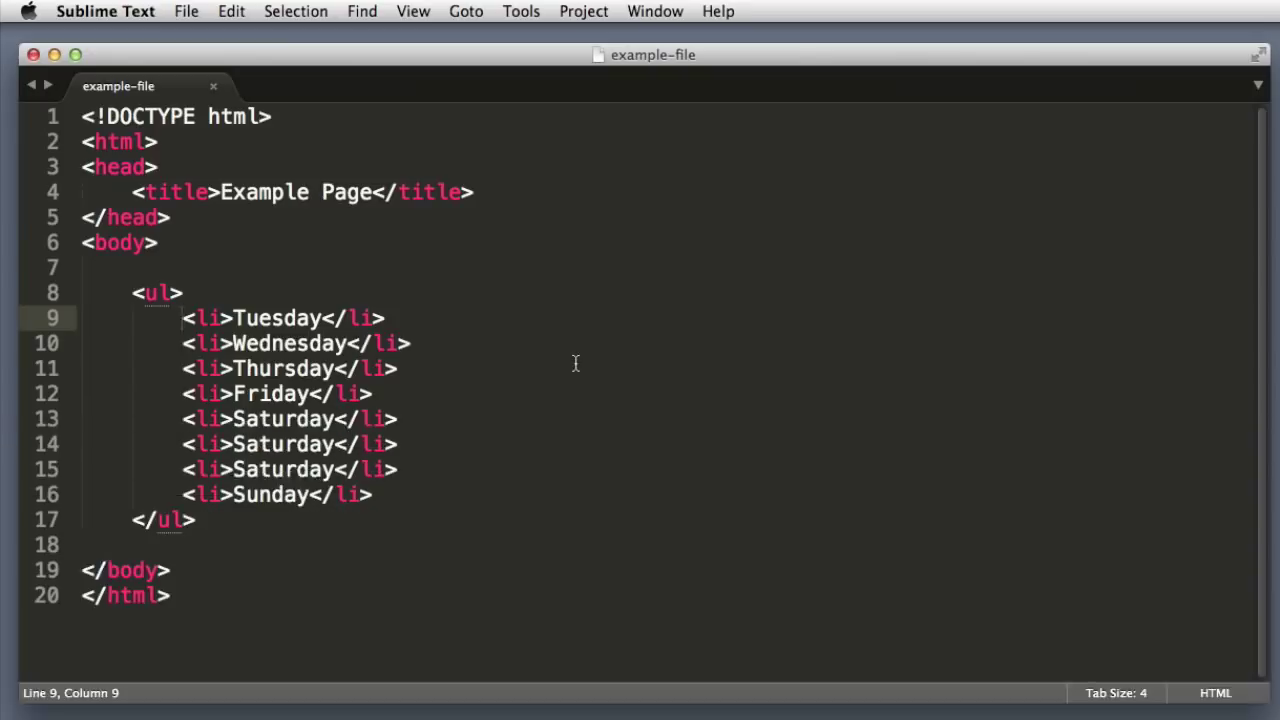 Sublime Text File Edit Selection Find View Goto Tools Project Window Help
example-file
example-file ×
1 <!DOCTYPE html>
2 <html>
3 <head>
4 <title>Example Page</title>
5 </head>
6 <body>
7
8 <ul>
9 <li>Tuesday</li>
10 <li>Wednesday</li>
11 <li>Thursday</li>
12 <li>Friday</li>
13 <li>Saturday</li>
14 <li>Saturday</li>
15 <li>Saturday</li>
16 <li>Sunday</li>
17 </ul>
18
19 </body>
20 </html>
Line 9, Column 9 Tab Size: 4 HTML